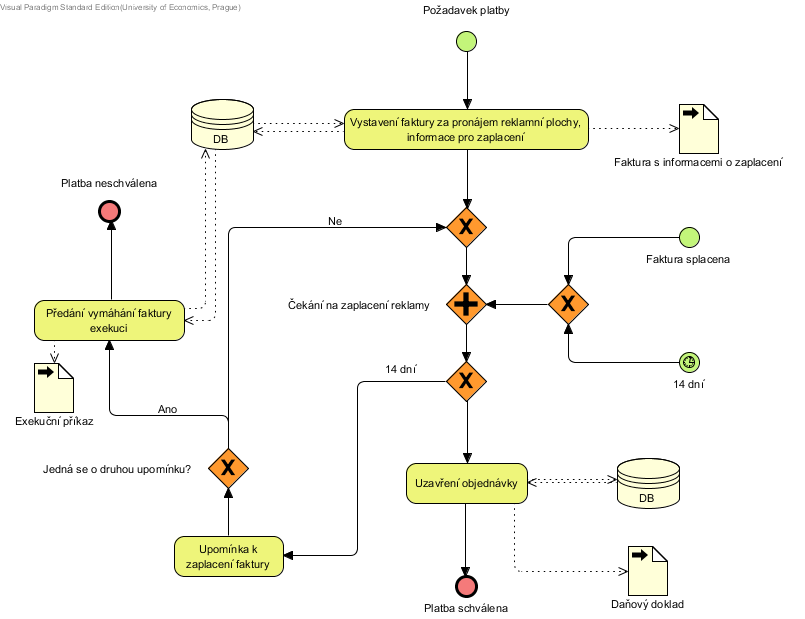 Visual Paradigm Standard Edition(University of Economics, Prague)
Požadavek platby
DB
Vystavení faktury za pronájem reklamní plochy,
informace pro zaplacení
Faktura s informacemi o zaplacení
Platba neschválena
Ne
X
Faktura splacena
Předání vymáhání faktury
exekuci
Čekání na zaplacení reklamy
X
14 dní
X
14 dní
Exekuční příkaz
Ano
Jedná se o druhou upomínku?
X
Uzavření objednávky
DB
Upomínka k
zaplacení faktury
Platba schválena
Daňový doklad